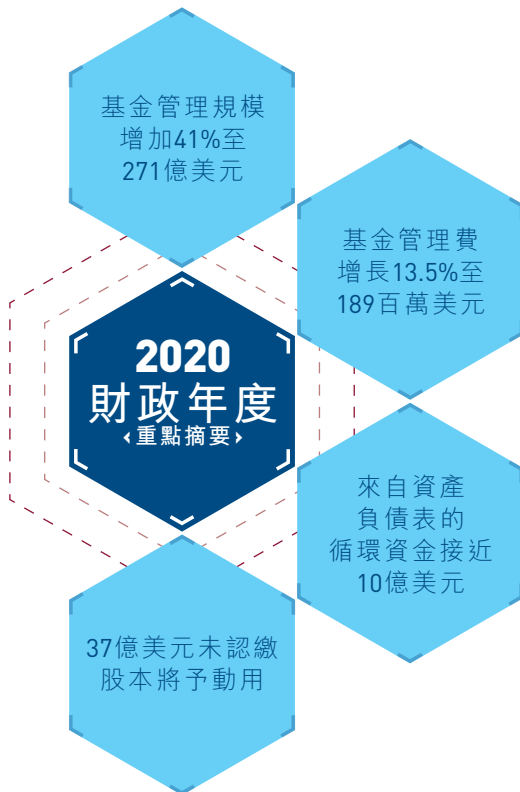 基金管理規模
增加41%至
271億美元
基金管理費
增長13.5%至
189百萬美元
2020
財政年度
‹重點摘要›
來自資產
負債表的
循環資金接近
10億美元
37億美元未認繳
股本將予動用